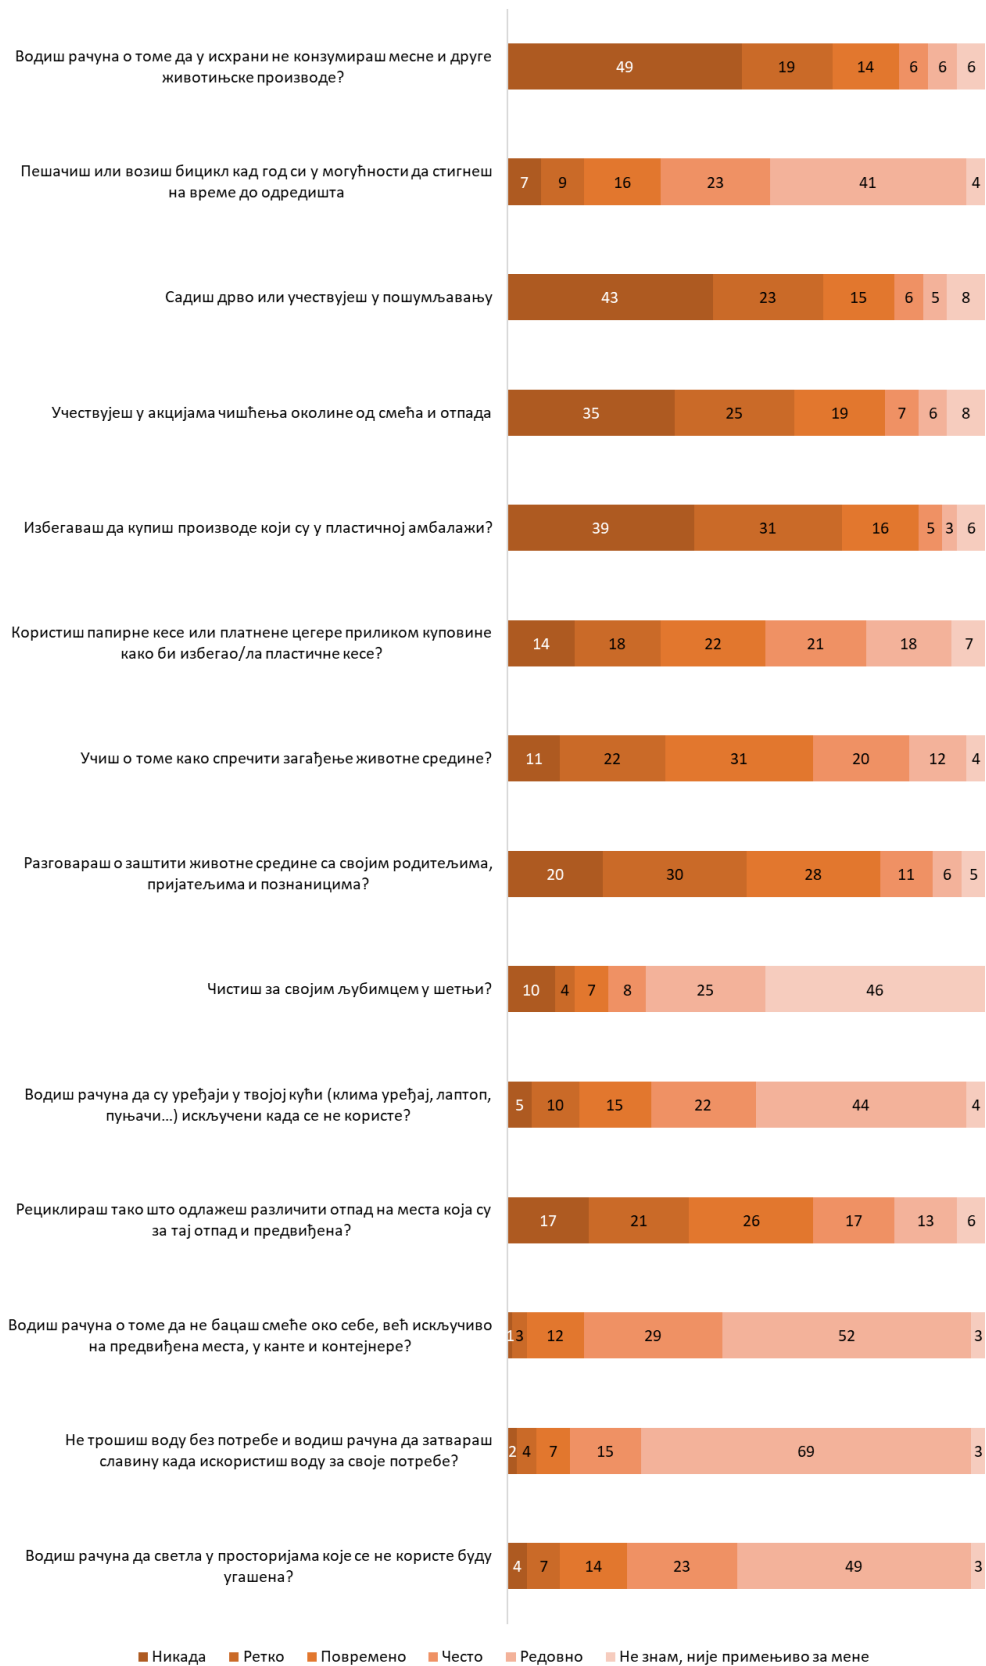 Водиш рачуна о томе да у исхрани не конзумираш месне и друге
животињске производе?
49 19 14 6 6 6
Пешачиш или возиш бицикл кад год си у могућности да стигнеш
на време до одредишта
7 9 16 23 41 4
Садиш дрво или учествујеш у пошумљавању
43 23 15 6 5 8
Учествујеш у акцијама чишћења околине од смећа и отпада
35 25 19 7 6 8
Избегаваш да купиш производе који су у пластичној амбалажи?
39 31 16 5 3 6
Користиш папирне кесе или платнене цегере приликом куповине
како би избегао/ла пластичне кесе?
14 18 22 21 18 7
Учиш о томе како спречити загађење животне средине?
11 22 31 20 12 4
Разговараш о заштити животне средине са својим родитељима,
пријатељима и познаницима?
20 30 28 11 6 5
Чистиш за својим љубимцем у шетњи?
10 4 7 8 25 46
Водиш рачуна да су уређаји у твојој кући (клима уређај, лаптоп,
пуњачи...) искључени када се не користе?
5 10 15 22 44 4
Рециклираш тако што одлажеш различити отпад на места која су
за тај отпад и предвиђена?
17 21 26 17 13 6
Водиш рачуна о томе да не бацаш смеће око себе, већ искључиво
на предвиђена места, у канте и контејнере?
1 3 12 29 52 3
Не трошиш воду без потребе и водиш рачуна да затвараш
славину када искористиш воду за своје потребе?
2 4 7 15 69 3
Водиш рачуна да светла у просторијама које се не користе буду
угашена?
4 7 14 23 49 3
Никада Ретко Повремено Често Редовно Не знам, није примењиво за мене